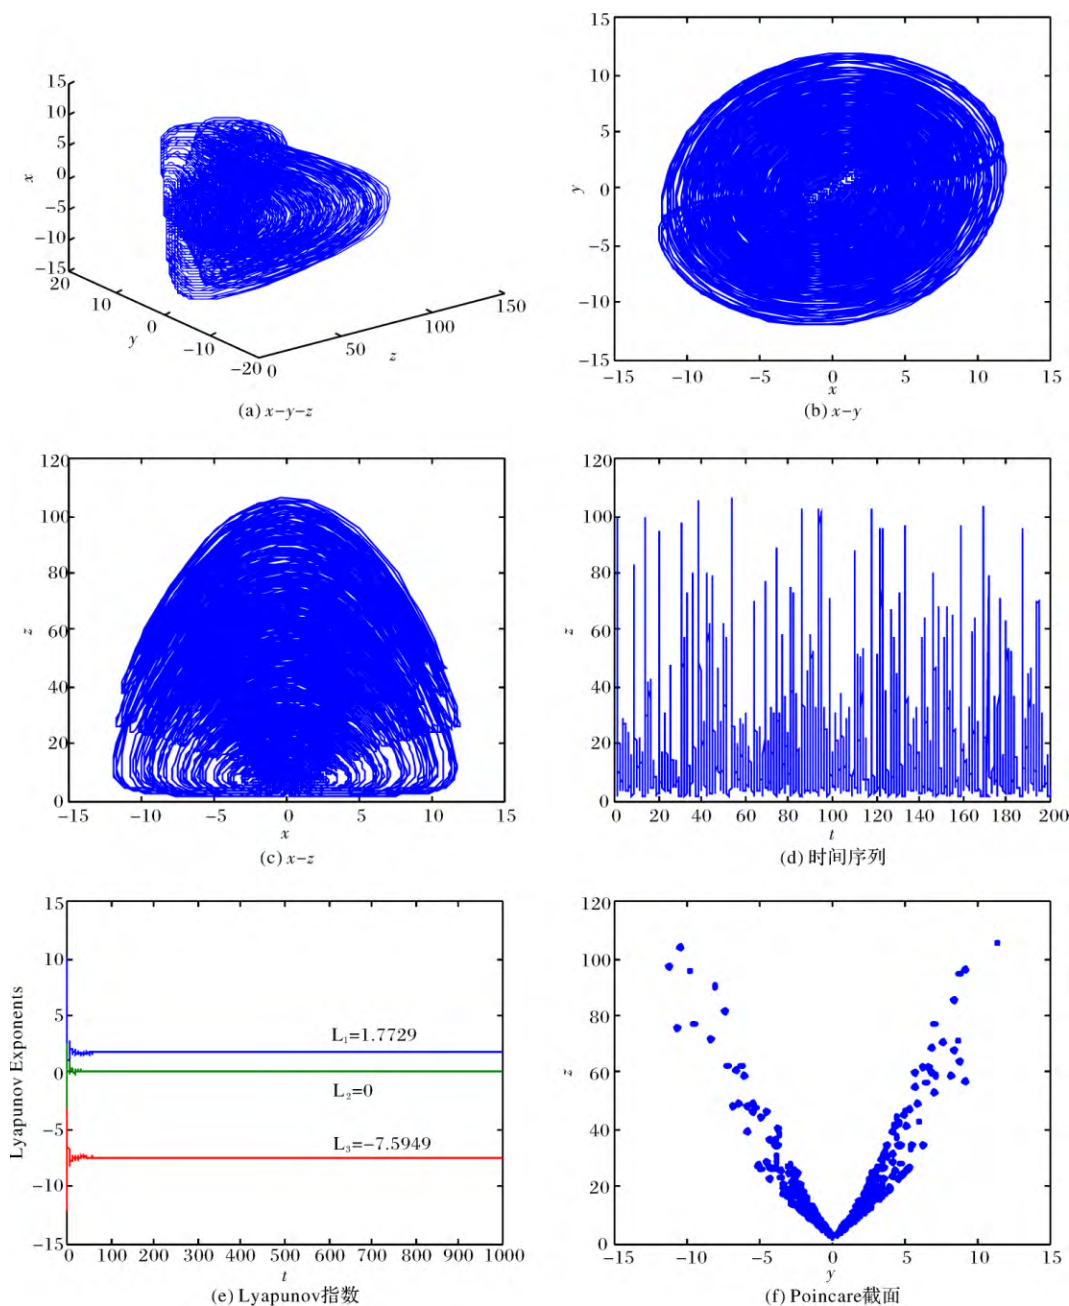 15
10
5
0
−5
−10
−15
x
20
10
0
−10
−20
y
0
50
100
150
z
(a) x-y-z
15
10
5
0
−5
−10
−15
y
−15 −10 −5 0 5 10 15
x
(b) x-y
120
100
80
60
40
20
0
z
−15 −10 −5 0 5 10 15
x
(c) x-z
120
100
80
60
40
20
0
z
0 20 40 60 80 100 120 140 160 180 200
t
(d) 时间序列
15
10
5
0
−5
−10
−15
Lyapunov Exponents
L₁=1.7729
L₂=0
L₃=−7.5949
0 100 200 300 400 500 600 700 800 900 1000
t
(e) Lyapunov指数
120
100
80
60
40
20
0
z
−15 −10 −5 0 5 10 15
y
(f) Poincare截面